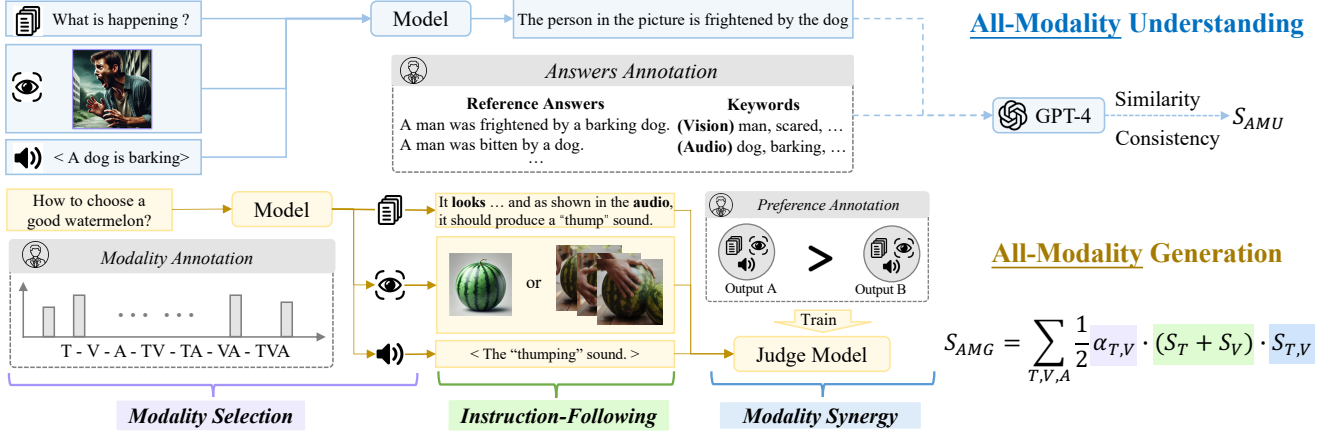 What is happening ?
Model
The person in the picture is frightened by the dog
All-Modality Understanding
Answers Annotation
Reference Answers
Keywords
A man was frightened by a barking dog.
(Vision) man, scared, …
A man was bitten by a dog.
(Audio) dog, barking, …
…
GPT-4
Similarity
Consistency
S_AMU
< A dog is barking>
How to choose a
good watermelon?
Model
It looks … and as shown in the audio,
it should produce a "thump" sound.
Preference Annotation
Output A
>
Output B
All-Modality Generation
Modality Annotation
… …
T - V - A - TV - TA - VA - TVA
or
Train
< The "thumping" sound. >
Judge Model
S_AMG = ∑_{T,V,A} 1/2 α_{T,V} · (S_T + S_V) · S_{T,V}
Modality Selection
Instruction-Following
Modality Synergy